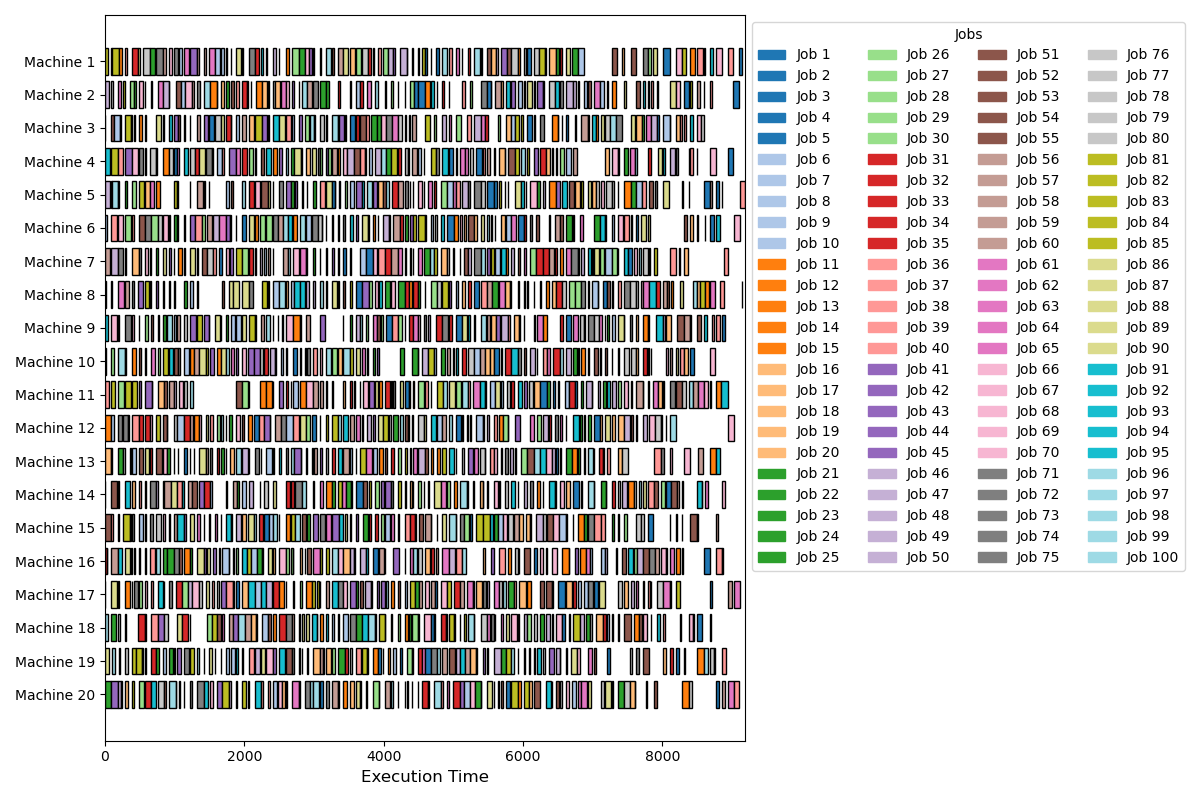 Machine 1
Machine 2
Machine 3
Machine 4
Machine 5
Machine 6
Machine 7
Machine 8
Machine 9
Machine 10
Machine 11
Machine 12
Machine 13
Machine 14
Machine 15
Machine 16
Machine 17
Machine 18
Machine 19
Machine 20
0 2000 4000 6000 8000
Execution Time
Jobs
Job 1 Job 26 Job 51 Job 76
Job 2 Job 27 Job 52 Job 77
Job 3 Job 28 Job 53 Job 78
Job 4 Job 29 Job 54 Job 79
Job 5 Job 30 Job 55 Job 80
Job 6 Job 31 Job 56 Job 81
Job 7 Job 32 Job 57 Job 82
Job 8 Job 33 Job 58 Job 83
Job 9 Job 34 Job 59 Job 84
Job 10 Job 35 Job 60 Job 85
Job 11 Job 36 Job 61 Job 86
Job 12 Job 37 Job 62 Job 87
Job 13 Job 38 Job 63 Job 88
Job 14 Job 39 Job 64 Job 89
Job 15 Job 40 Job 65 Job 90
Job 16 Job 41 Job 66 Job 91
Job 17 Job 42 Job 67 Job 92
Job 18 Job 43 Job 68 Job 93
Job 19 Job 44 Job 69 Job 94
Job 20 Job 45 Job 70 Job 95
Job 21 Job 46 Job 71 Job 96
Job 22 Job 47 Job 72 Job 97
Job 23 Job 48 Job 73 Job 98
Job 24 Job 49 Job 74 Job 99
Job 25 Job 50 Job 75 Job 100